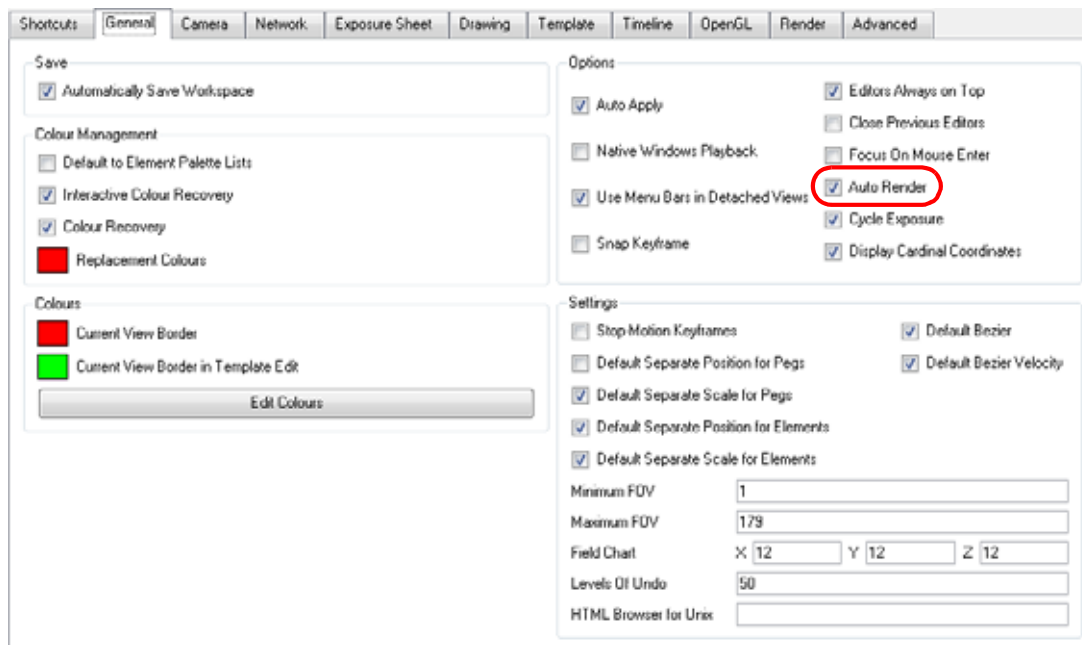 Shortcuts General Camera Network Exposure Sheet Drawing Template Timeline OpenGL Render Advanced
Save
Automatically Save Workspace
Colour Management
Default to Element Palette Lists
Interactive Colour Recovery
Colour Recovery
Replacement Colours
Colours
Current View Border
Current View Border in Template Edit
Edit Colours
Options
Auto Apply
Native Windows Playback
Use Menu Bars in Detached Views
Snap Keyframe
Editors Always on Top
Close Previous Editors
Focus On Mouse Enter
Auto Render
Cycle Exposure
Display Cardinal Coordinates
Settings
Stop-Motion Keyframes
Default Separate Position for Pegs
Default Separate Scale for Pegs
Default Separate Position for Elements
Default Separate Scale for Elements
Default Bezier
Default Bezier Velocity
Minimum FOV 1
Maximum FOV 179
Field Chart X 12 Y 12 Z 12
Levels Of Undo 50
HTML Browser for Unix